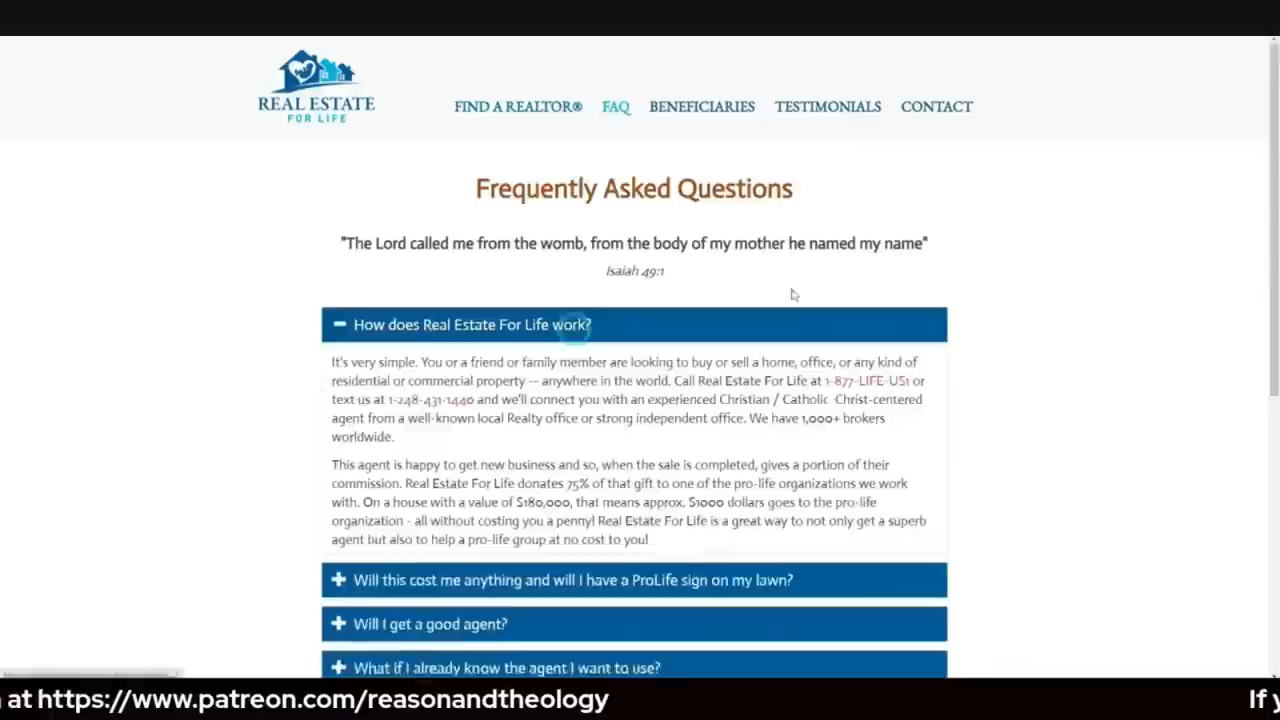 REAL ESTATE
FOR LIFE
FIND A REALTOR® FAQ BENEFICIARIES TESTIMONIALS CONTACT
Frequently Asked Questions
"The Lord called me from the womb, from the body of my mother he named my name"
Isaiah 49:1
How does Real Estate For Life work?
It's very simple. You or a friend or family member are looking to buy or sell a home, office, or any kind of
residential or commercial property -- anywhere in the world. Call Real Estate For Life at 1-877-LIFE-US1 or
text us at 1-248-431-1440 and we'll connect you with an experienced Christian / Catholic Christ-centered
agent from a well-known local Realty office or strong independent office. We have 1,000+ brokers
worldwide.
This agent is happy to get new business and so, when the sale is completed, gives a portion of their
commission. Real Estate For Life donates 75% of that gift to one of the pro-life organizations we work
with. On a house with a value of $180,000, that means approx. $1000 dollars goes to the pro-life
organization - all without costing you a penny! Real Estate For Life is a great way to not only get a superb
agent but also to help a pro-life group at no cost to you!
Will this cost me anything and will I have a ProLife sign on my lawn?
Will I get a good agent?
What if I already know the agent I want to use?
at https://www.patreon.com/reasonandtheology If